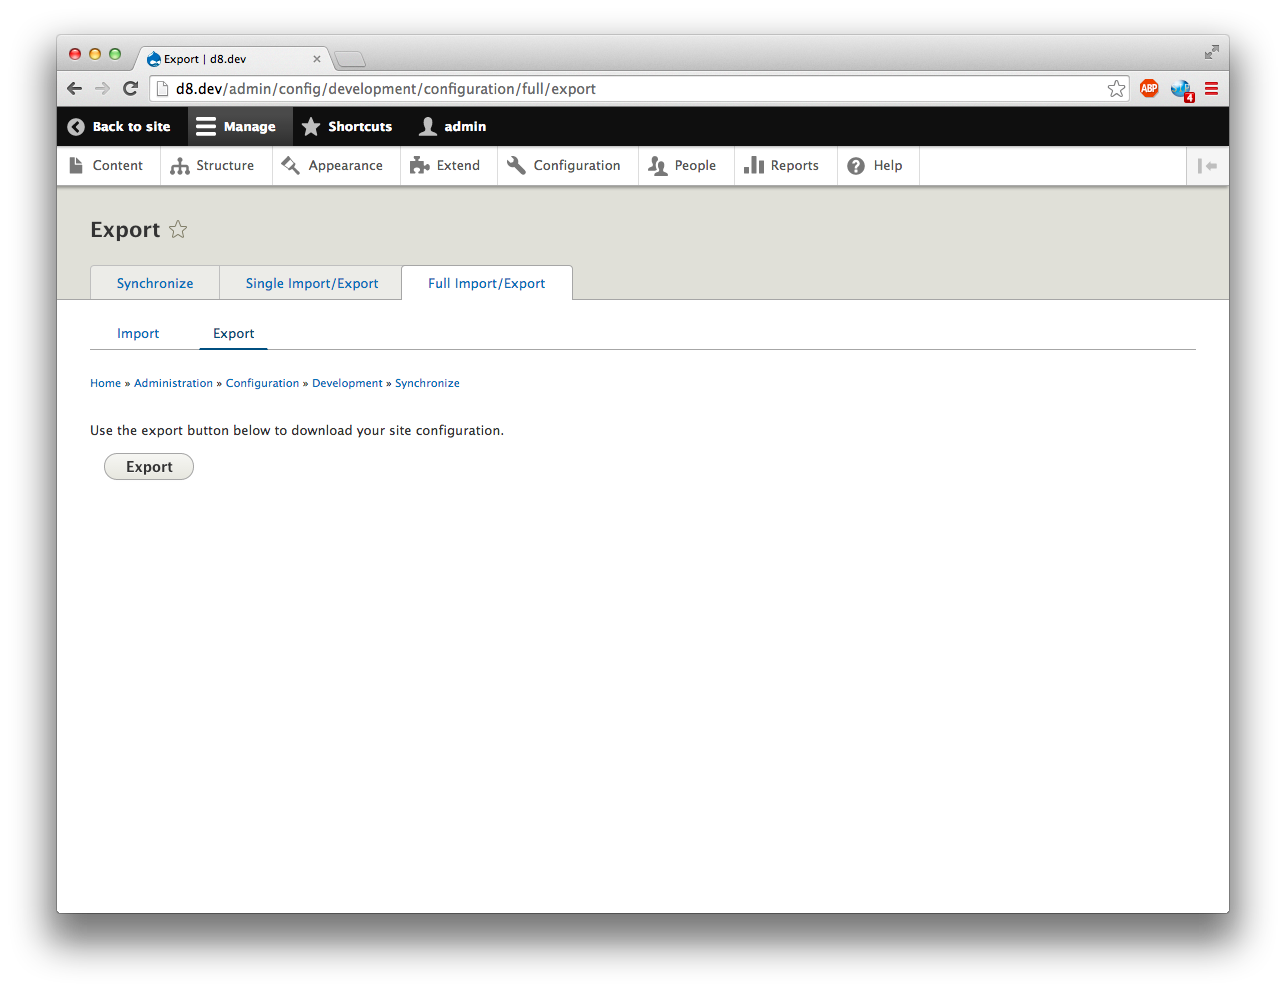 Export | d8.dev
d8.dev/admin/config/development/configuration/full/export
ABP
4
Back to site Manage Shortcuts admin
Content Structure Appearance Extend Configuration People Reports Help
Export
Synchronize Single Import/Export Full Import/Export
Import Export
Home » Administration » Configuration » Development » Synchronize
Use the export button below to download your site configuration.
Export